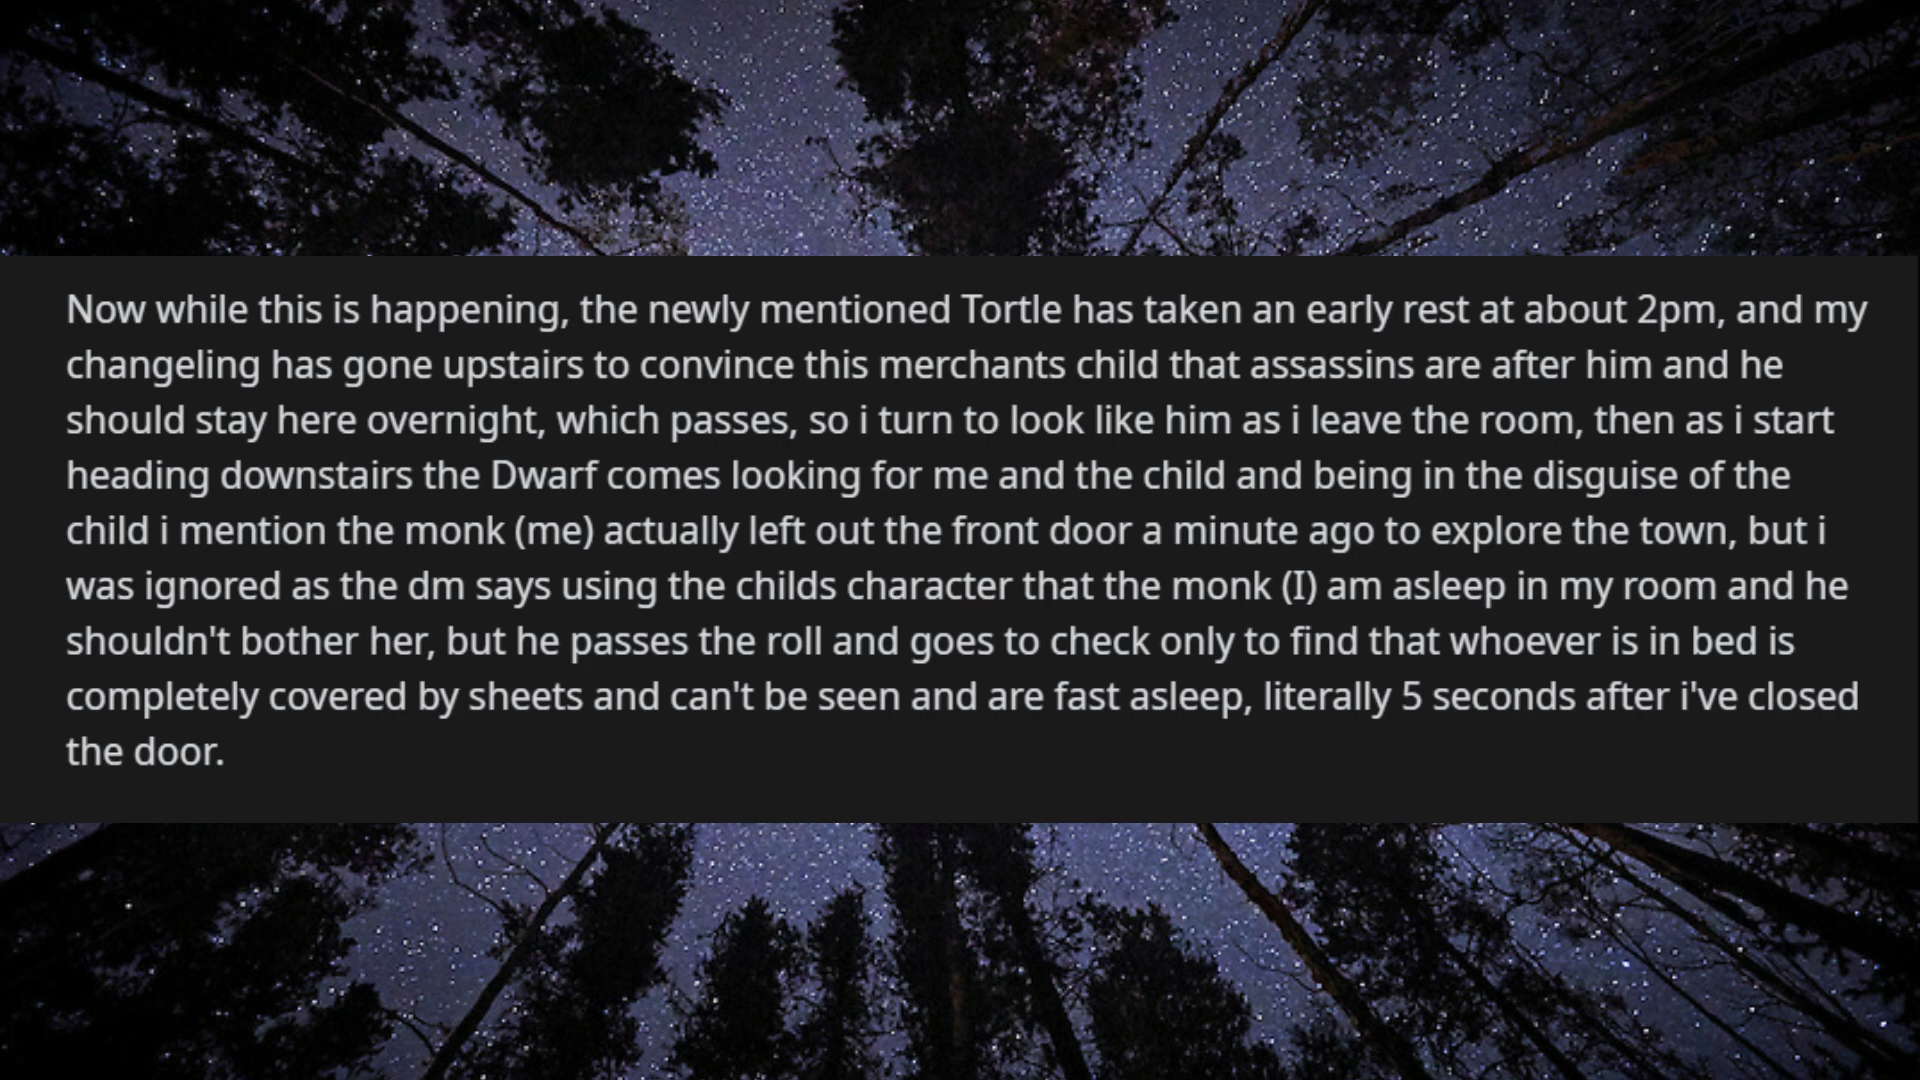 Now while this is happening, the newly mentioned Tortle has taken an early rest at about 2pm, and my
changeling has gone upstairs to convince this merchants child that assassins are after him and he
should stay here overnight, which passes, so i turn to look like him as i leave the room, then as i start
heading downstairs the Dwarf comes looking for me and the child and being in the disguise of the
child i mention the monk (me) actually left out the front door a minute ago to explore the town, but i
was ignored as the dm says using the childs character that the monk (I) am asleep in my room and he
shouldn't bother her, but he passes the roll and goes to check only to find that whoever is in bed is
completely covered by sheets and can't be seen and are fast asleep, literally 5 seconds after i've closed
the door.